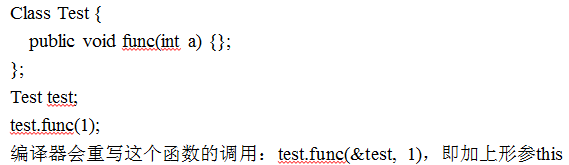 Class Test {
public void func(int a) {};
};
Test test;
test.func(1);
编译器会重写这个函数的调用：test.func(&test, 1)，即加上形参this